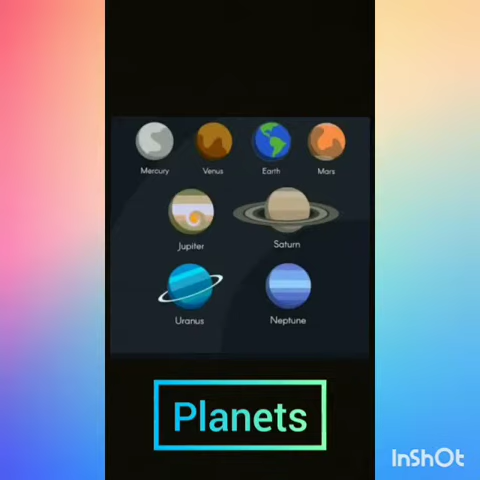 Mercury Venus Earth Mars
Jupiter Saturn
Uranus Neptune
Planets
InShOt